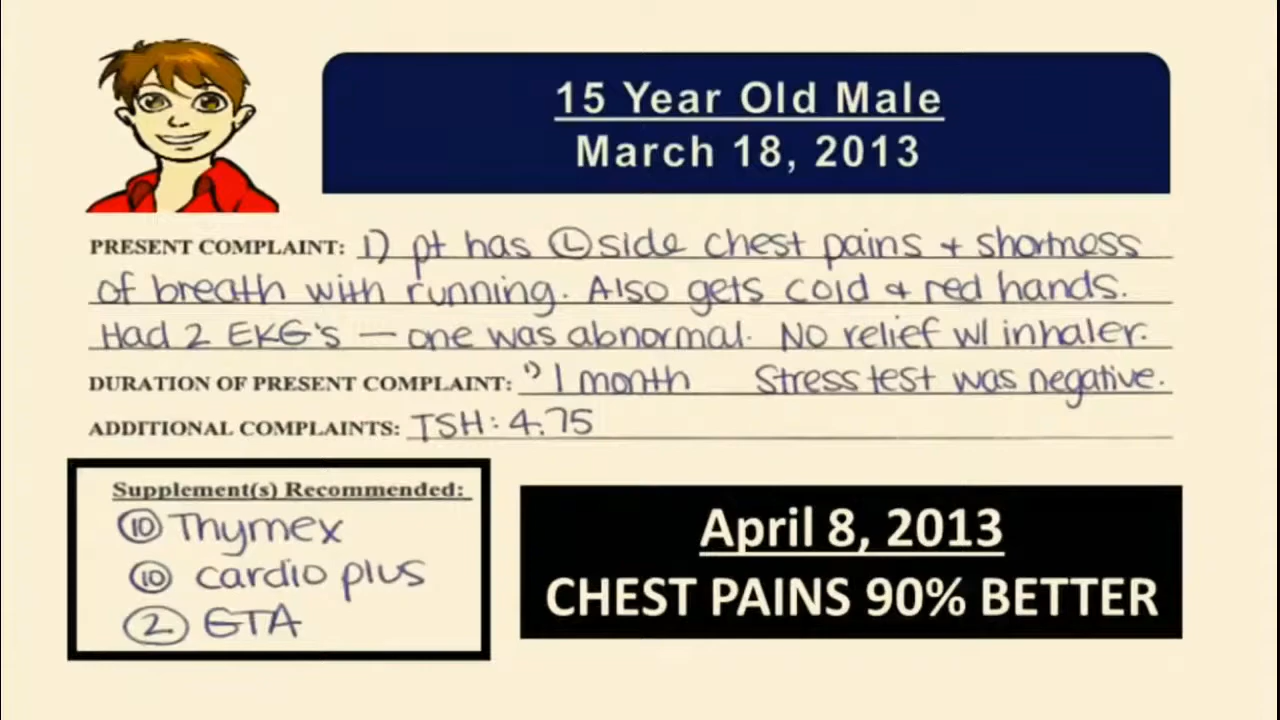 15 Year Old Male
March 18, 2013
PRESENT COMPLAINT: 1) pt has Ⓛ side chest pains + shortness
of breath with running. Also gets cold & red hands.
Had 2 EKG's — one was abnormal. No relief w/ inhaler.
DURATION OF PRESENT COMPLAINT: 1) 1 month Stress test was negative.
ADDITIONAL COMPLAINTS: TSH: 4.75
Supplement(s) Recommended:
⑩ Thymex
⑩ cardio plus
② GTA
April 8, 2013
CHEST PAINS 90% BETTER